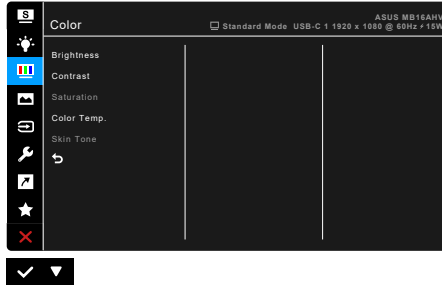 S
Color
ASUS MB16AHV
Standard Mode USB-C 1 1920 x 1080 @ 60Hz 15W
Brightness
Contrast
Saturation
Color Temp.
Skin Tone